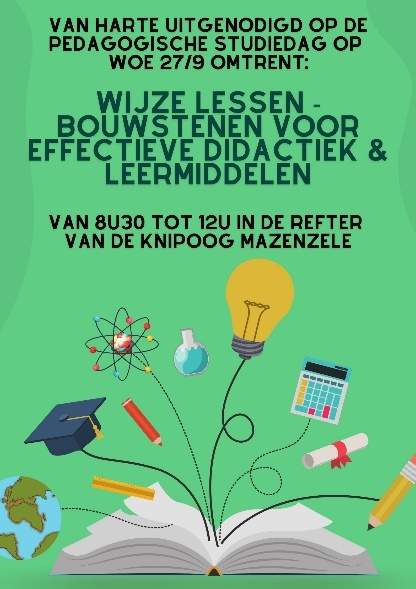 VAN HARTE UITGENODIGD OP DE
PEDAGOGISCHE STUDIEDAG OP
WOE 27/9 OMTRENT:
WIJZE LESSEN -
BOUWSTENEN VOOR
EFFECTIEVE DIDACTIEK &
LEERMIDDELEN
VAN 8U30 TOT 12U IN DE REFTER
VAN DE KNIPOOG MAZENZELE